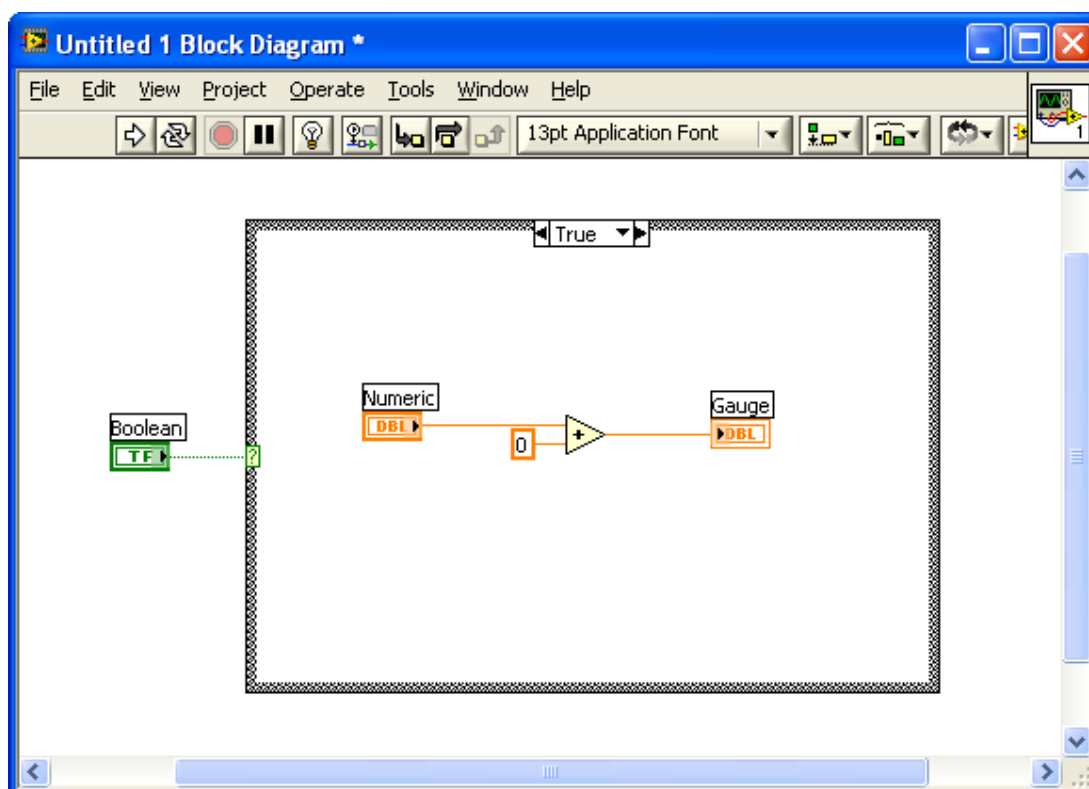 Untitled 1 Block Diagram *
File Edit View Project Operate Tools Window Help
13pt Application Font
1
True
Numeric
DBL
Boolean
TF
?
0
+
Gauge
DBL